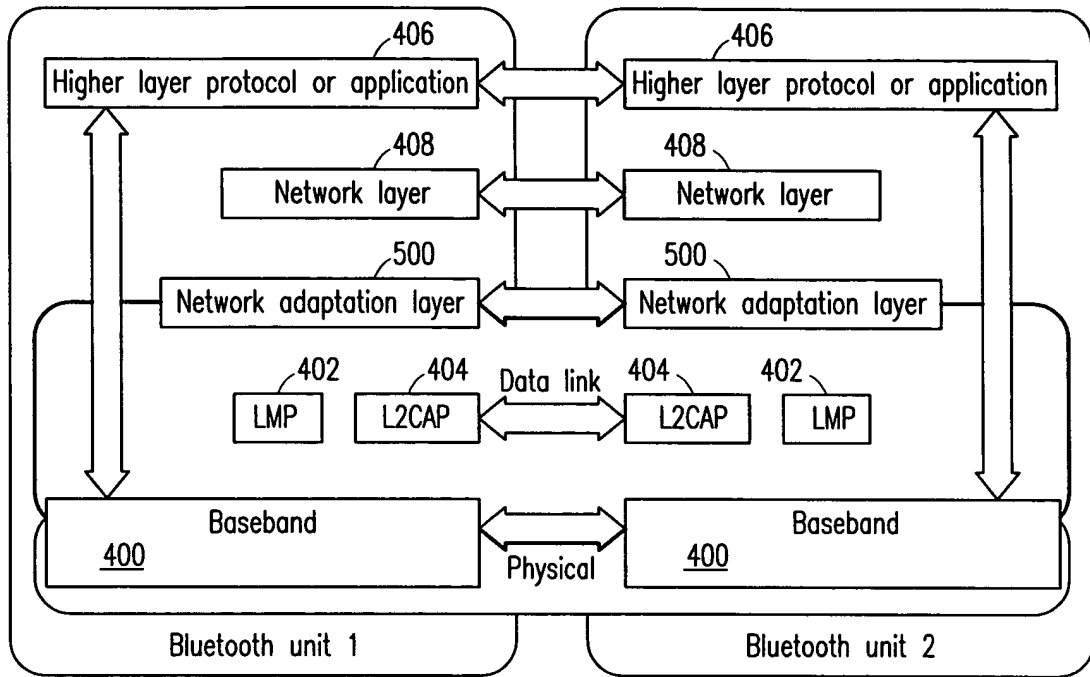 406
406
Higher layer protocol or application
Higher layer protocol or application
408
408
Network layer
Network layer
500
500
Network adaptation layer
Network adaptation layer
402
404
Data link
404
402
LMP
L2CAP
L2CAP
LMP
Baseband
Baseband
400
Physical
400
Bluetooth unit 1
Bluetooth unit 2